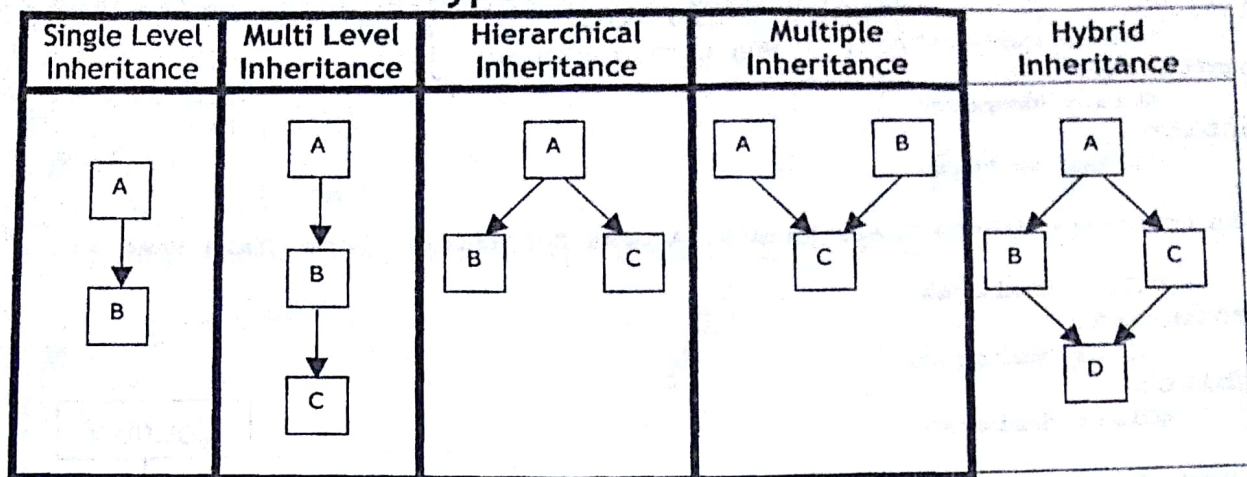 Single Level
Inheritance
Multi Level
Inheritance
Hierarchical
Inheritance
Multiple
Inheritance
Hybrid
Inheritance
A
B
A
B
C
A
B
C
A
B
C
A
B
C
D